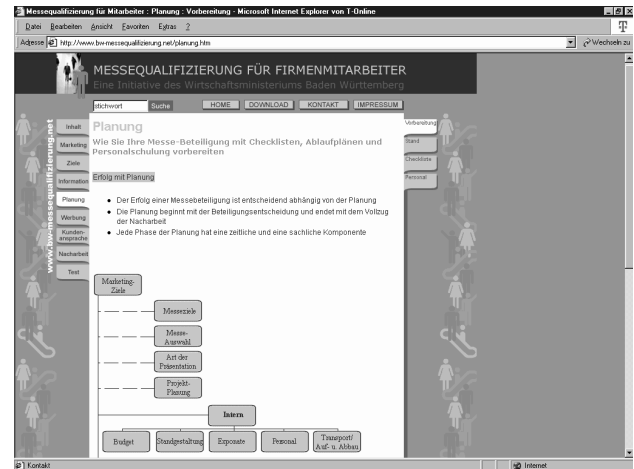 Messequalifizierung für Mitarbeiter : Planung : Vorbereitung - Microsoft Internet Explorer von T-Online
Datei Bearbeiten Ansicht Favoriten Extras ?
Adresse http://www.bw-messequalifizierung.net/planung.htm Wechseln zu
MESSEQUALIFIZIERUNG FÜR FIRMENMITARBEITER
Eine Initiative des Wirtschaftsministeriums Baden Württemberg
stichwort Suche HOME DOWNLOAD KONTAKT IMPRESSUM
www.bw-messequalifizierung.net
Inhalt
Marketing
Ziele
Information
Planung
Werbung
Kunden-
ansprache
Nacharbeit
Test
Planung
Wie Sie Ihre Messe-Beteiligung mit Checklisten, Ablaufplänen und
Personalschulung vorbereiten
Erfolg mit Planung
• Der Erfolg einer Messebeteiligung ist entscheidend abhängig von der Planung
• Die Planung beginnt mit der Beteiligungsentscheidung und endet mit dem Vollzug
der Nacharbeit
• Jede Phase der Planung hat eine zeitliche und eine sachliche Komponente
Vorbereitung
Stand
Checkliste
Personal
Marketing-
Ziele
Messeziele
Messe-
Auswahl
Art der
Präsentation
Projekt-
Planung
Intern
Budget Standgestaltung Exponate Personal Transport/
Auf- u. Abbau
Kontakt Internet